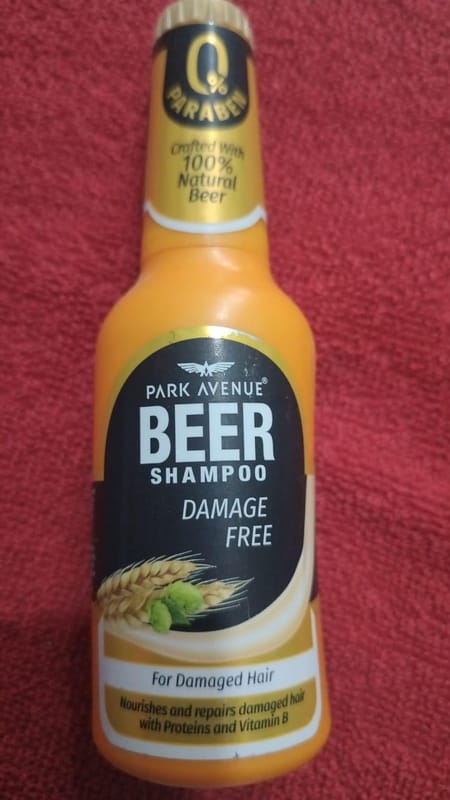 0%
PARABEN
Crafted With
100%
Natural
Beer
PARK AVENUE®
BEER
SHAMPOO
DAMAGE
FREE
For Damaged Hair
Nourishes and repairs damaged hair
with Proteins and Vitamin B